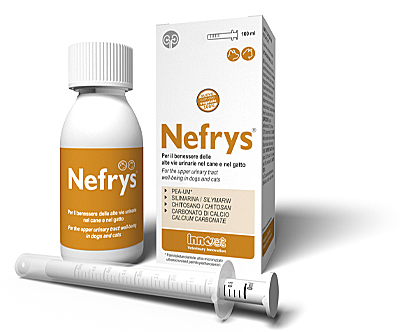 100 ml
Nefrys®
Per il benessere delle
alte vie urinarie nel cane e nel gatto
For the upper urinary tract
well-being in dogs and cats
PEA-UM*
SILIMARINA / SILYMARIN
CHITOSANO / CHITOSAN
CARBONATO DI CALCIO
CALCIUM CARBONATE
innovet
Veterinary Innovation
Nefrys®
Per il benessere delle
alte vie urinarie
nel cane e nel gatto
For the upper urinary tract
well-being
in dogs and cats